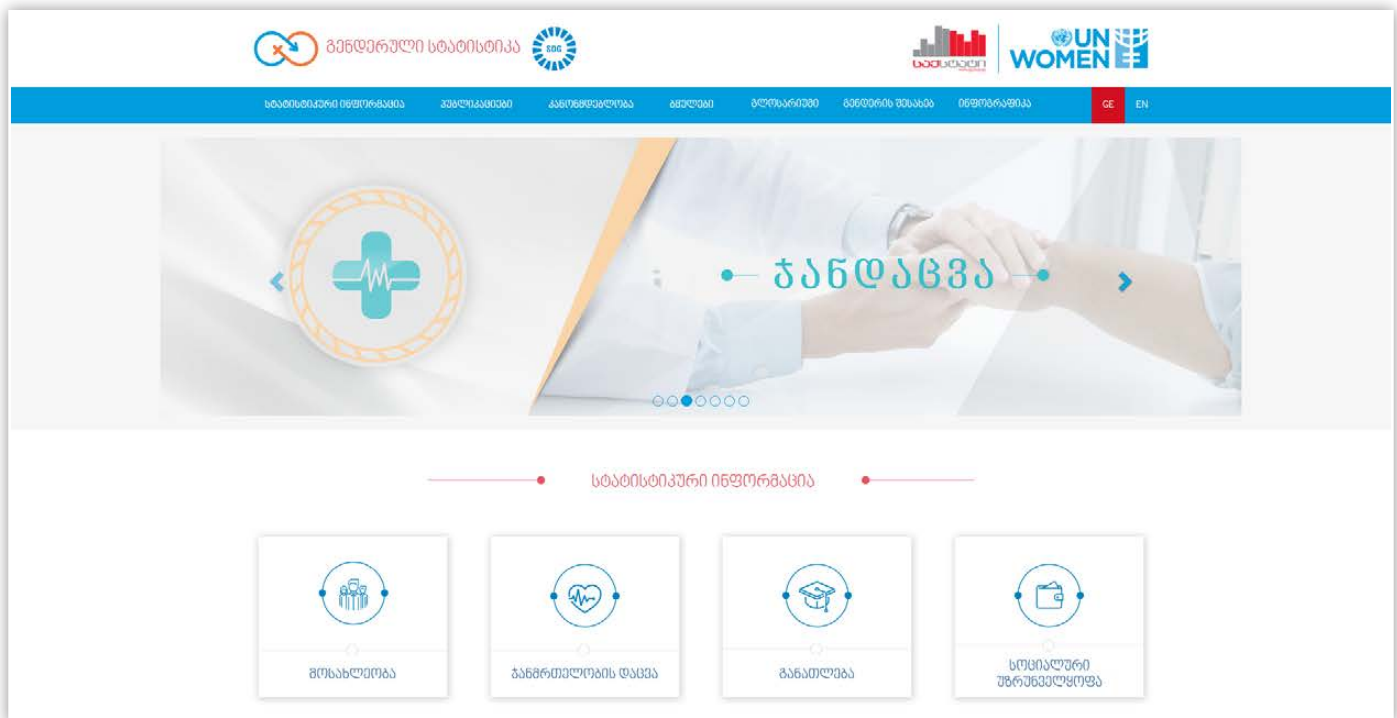 გენდერული სტატისტიკა
SDG
საქსტატი
UN
WOMEN
სტატისტიკური ინფორმაცია პუბლიკაციები კანონმდებლობა ბმულები გლოსარიუმი გენდერის შესახებ ინფოგრაფიკა GE EN
ჯანდაცვა
სტატისტიკური ინფორმაცია
მოსახლეობა
ჯანმრთელობის დაცვა
განათლება
სოციალური
უზრუნველყოფა